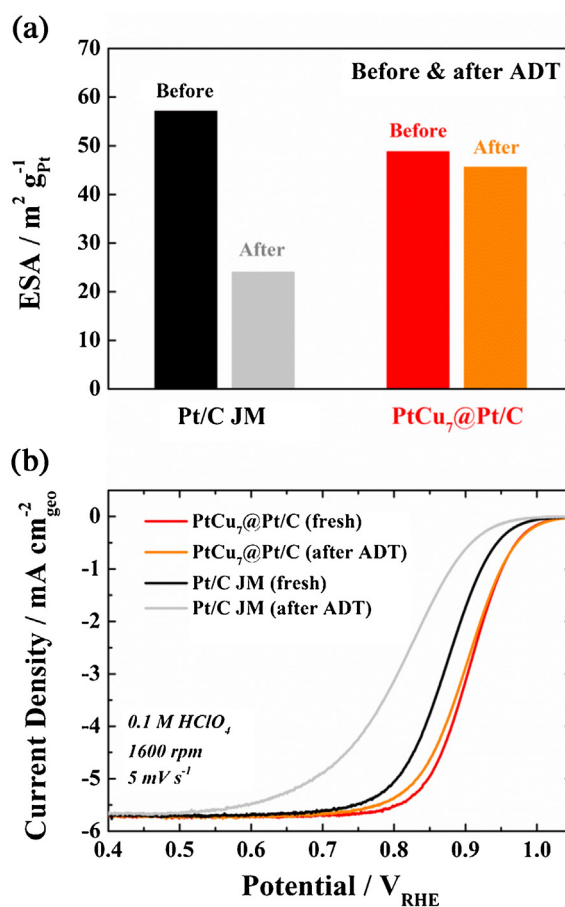 (a)
Before & after ADT
Before
After
Before
After
70
60
50
40
30
20
10
0
ESA / m² g⁻¹Pt
Pt/C JM
PtCu₇@Pt/C
(b)
PtCu₇@Pt/C (fresh)
PtCu₇@Pt/C (after ADT)
Pt/C JM (fresh)
Pt/C JM (after ADT)
0.1 M HClO₄
1600 rpm
5 mV s⁻¹
0
-1
-2
-3
-4
-5
-6
Current Density / mA cm⁻²geo
0.4 0.5 0.6 0.7 0.8 0.9 1.0
Potential / VRHE